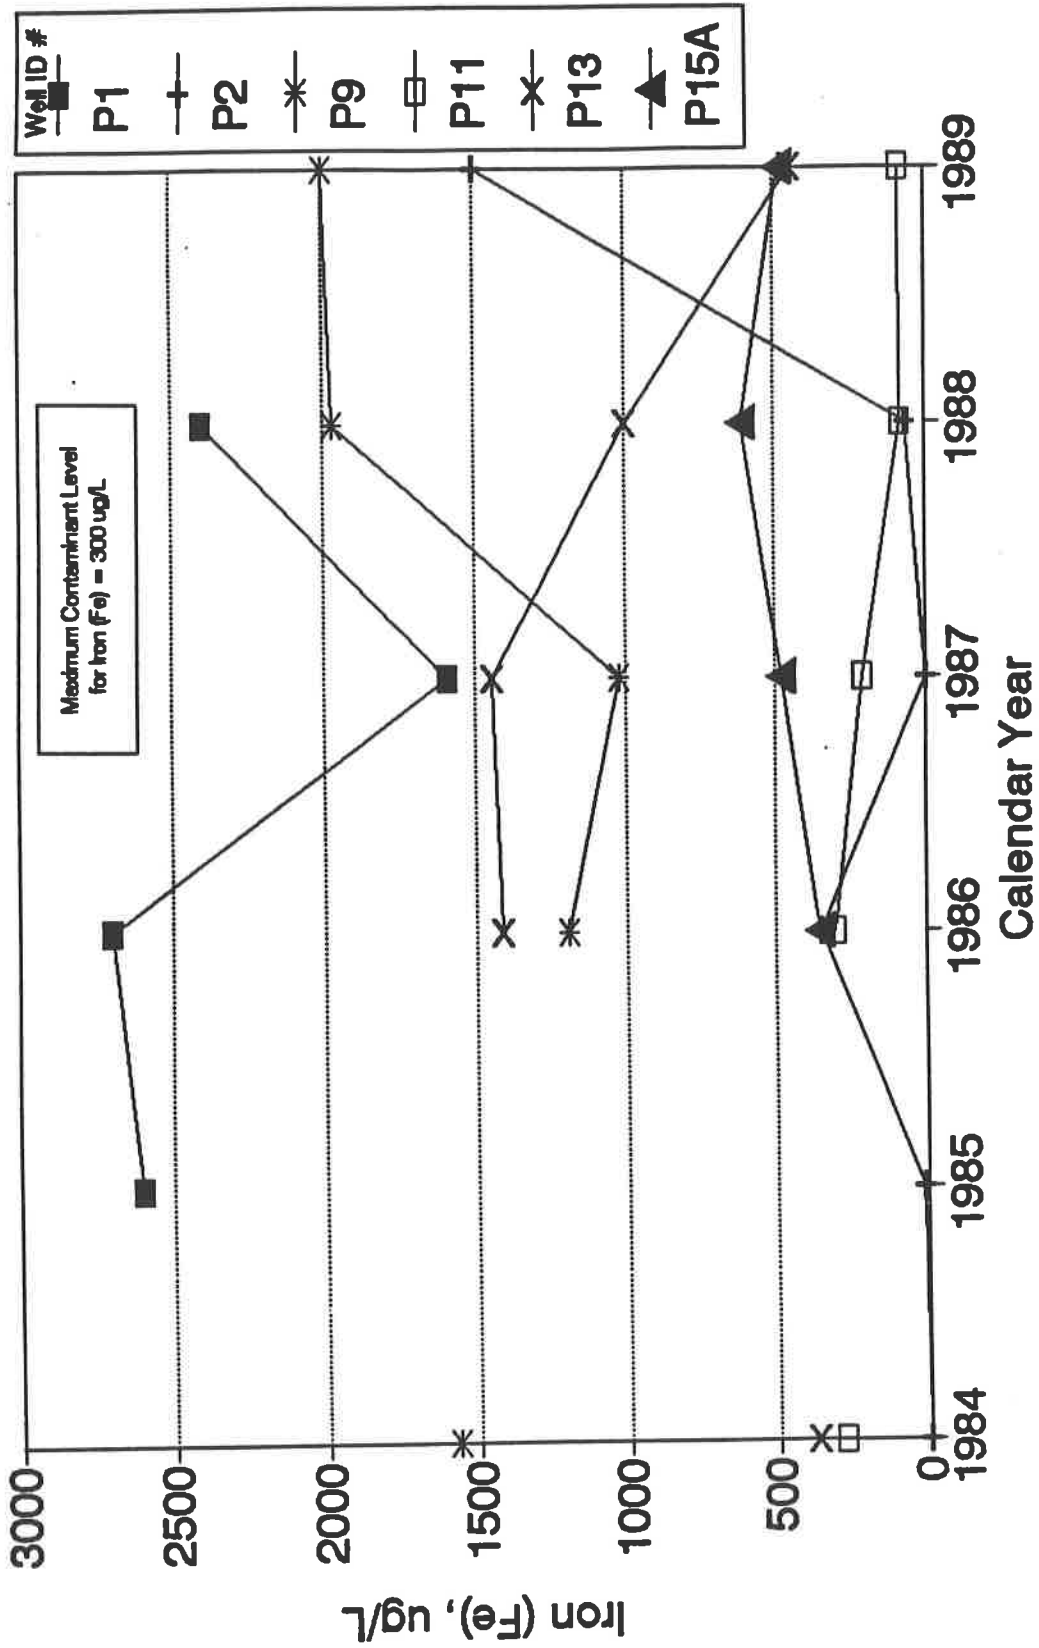 Maximum Contaminant Level
for Iron (Fe) = 300 ug/L
Well ID #
P1
P2
P9
P11
P13
P15A
Iron (Fe), ug/L
3000
2500
2000
1500
1000
500
0
1984
1985
1986
1987
1988
1989
Calendar Year